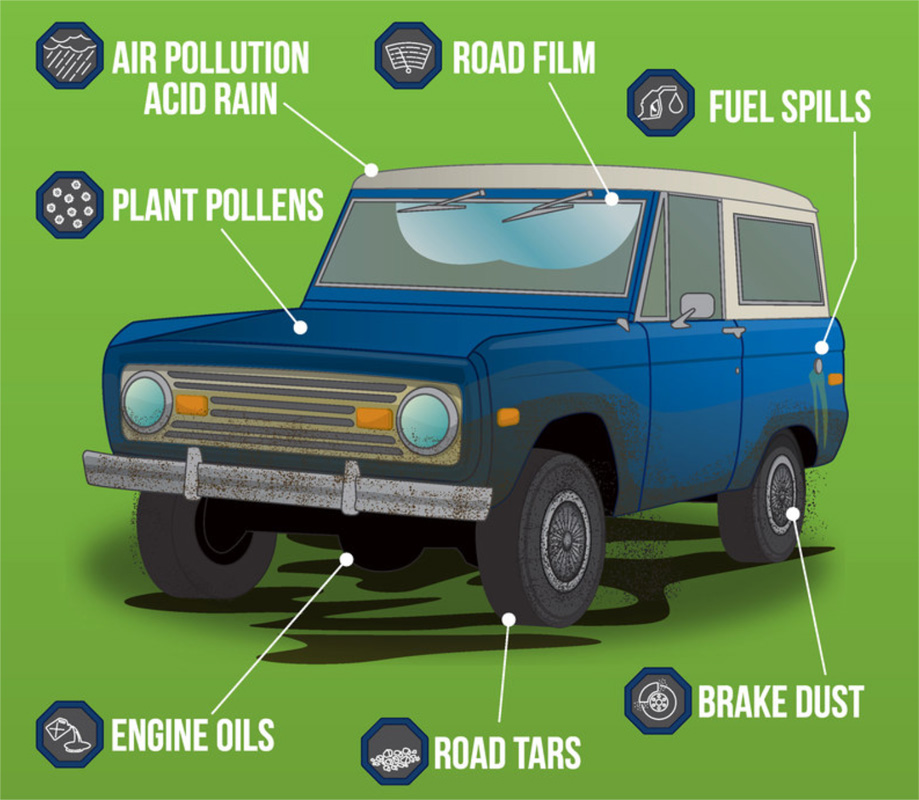 AIR POLLUTION
ACID RAIN
ROAD FILM
FUEL SPILLS
PLANT POLLENS
ENGINE OILS
ROAD TARS
BRAKE DUST